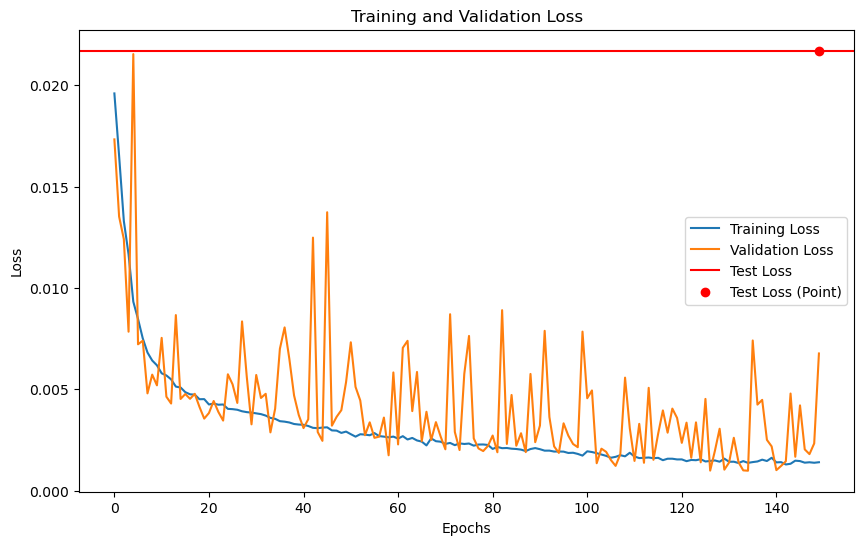 Training and Validation Loss
0.020
0.015
0.010
0.005
0.000
Loss
Training Loss
Validation Loss
Test Loss
Test Loss (Point)
0 20 40 60 80 100 120 140
Epochs